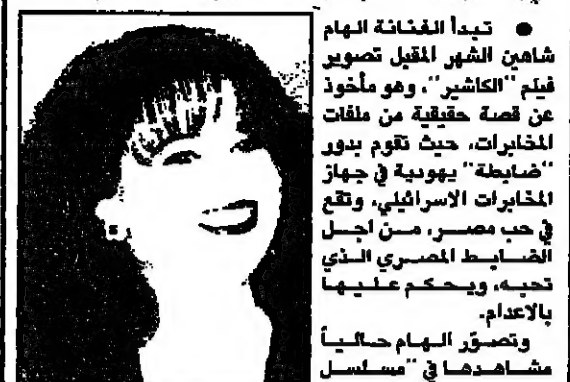 ● تبدأ الفنانة الهام
شاهين الشهر المقبل تصوير
فيلم "الكاشير"، وهو مأخوذ
عن قصة حقيقية من ملفات
المخابرات، حيث تقوم بدور
"ضابطة" يهودية في جهاز
المخابرات الاسرائيلي، وتقع
في حب مصر، من اجل
الضابط المصري الذي
تحبه، ويحكم عليها
بالاعدام.
وتصوّر الهام حالياً
مشاهدها في "مسلسل